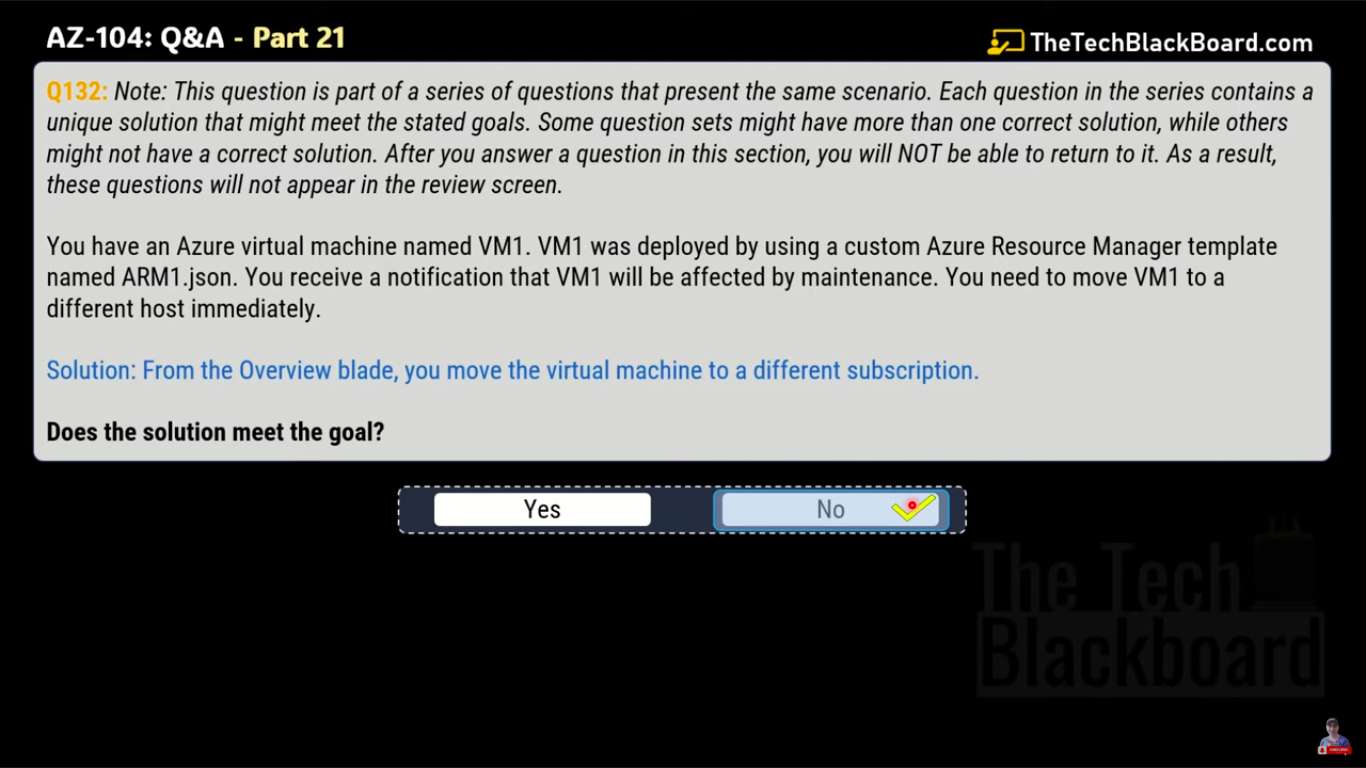 AZ-104: Q&A - Part 21
TheTechBlackBoard.com
Q132: Note: This question is part of a series of questions that present the same scenario. Each question in the series contains a
unique solution that might meet the stated goals. Some question sets might have more than one correct solution, while others
might not have a correct solution. After you answer a question in this section, you will NOT be able to return to it. As a result,
these questions will not appear in the review screen.
You have an Azure virtual machine named VM1. VM1 was deployed by using a custom Azure Resource Manager template
named ARM1.json. You receive a notification that VM1 will be affected by maintenance. You need to move VM1 to a
different host immediately.
Solution: From the Overview blade, you move the virtual machine to a different subscription.
Does the solution meet the goal?
Yes
No
The Tech
Blackboard